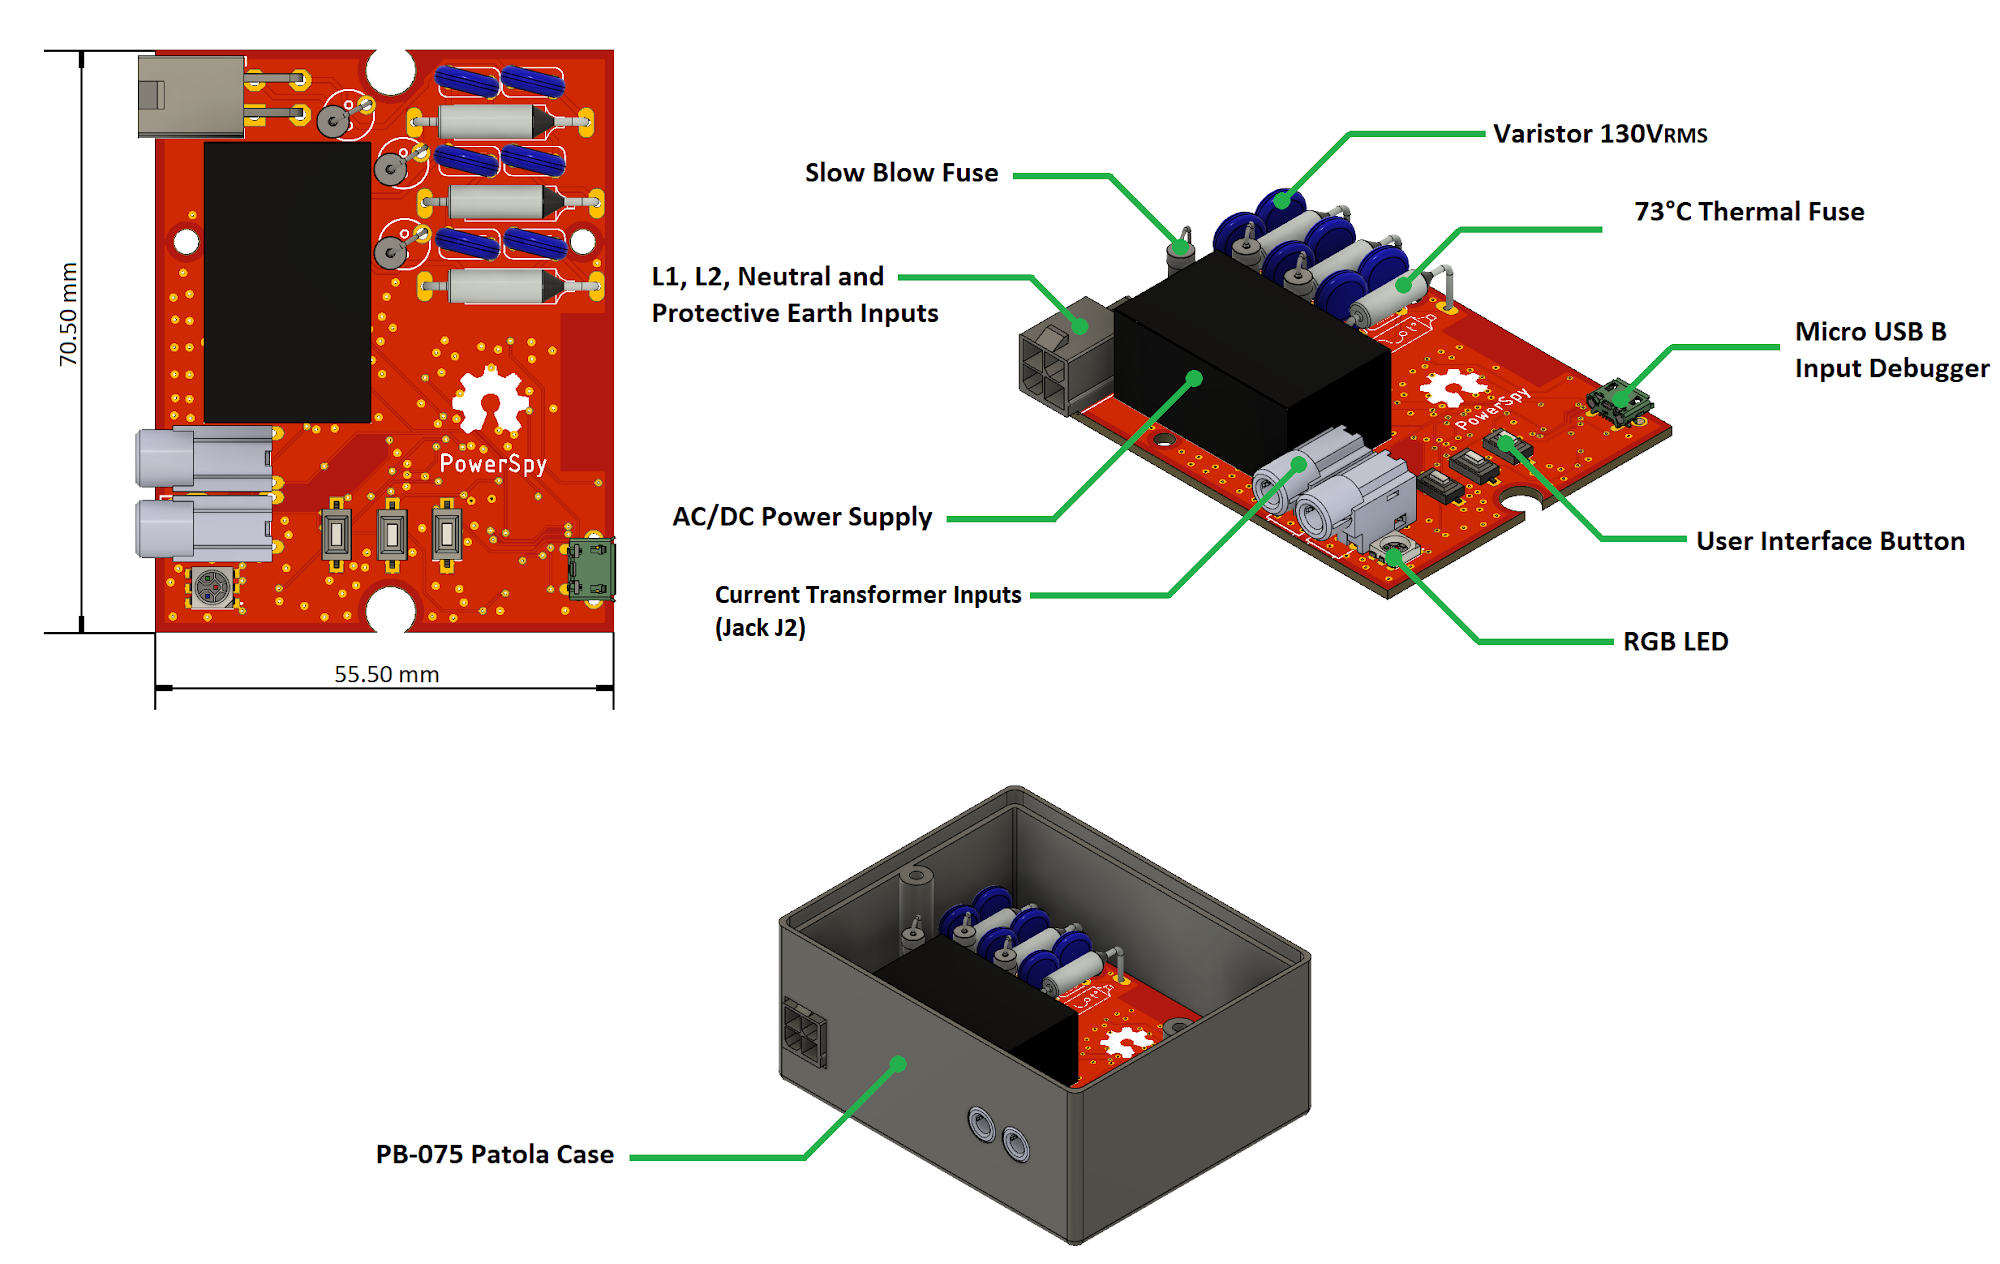 70.50 mm
55.50 mm
PowerSpy
Varistor 130VRMS
Slow Blow Fuse
73°C Thermal Fuse
L1, L2, Neutral and
Protective Earth Inputs
Micro USB B
Input Debugger
PowerSpy
AC/DC Power Supply
User Interface Button
Current Transformer Inputs
(Jack J2)
RGB LED
PB-075 Patola Case